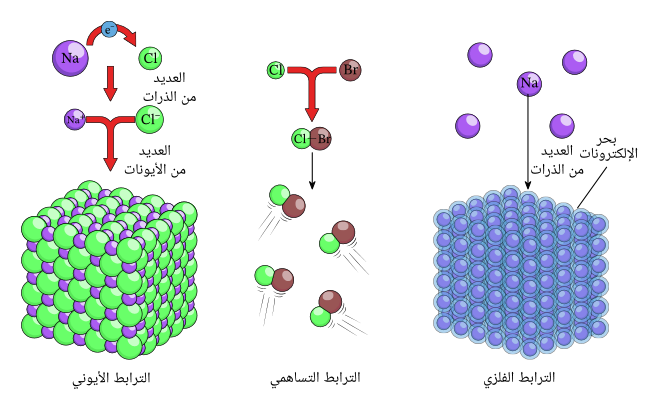 e⁻
Na
Cl
العديد
من الذرات
Na⁺
Cl⁻
العديد
من الأيونات
الترابط الأيوني
Cl
Br
Cl–Br
الترابط التساهمي
Na
العديد
من الذرات
بحر
الإلكترونات
الترابط الفلزي